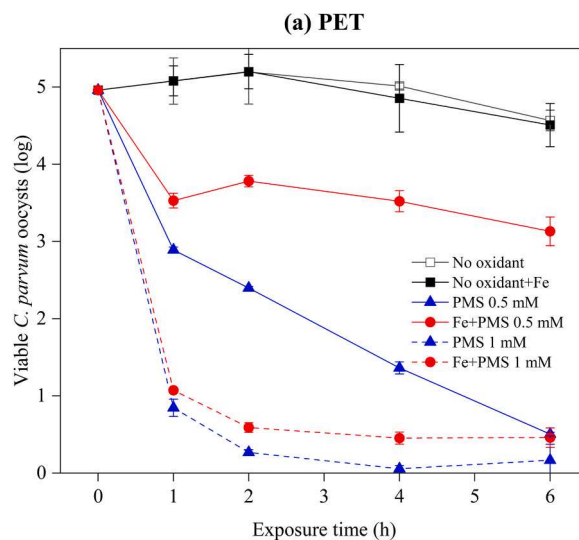 (a) PET
Viable C. parvum oocysts (log)
5
4
3
2
1
0
No oxidant
No oxidant+Fe
PMS 0.5 mM
Fe+PMS 0.5 mM
PMS 1 mM
Fe+PMS 1 mM
0 1 2 3 4 5 6
Exposure time (h)